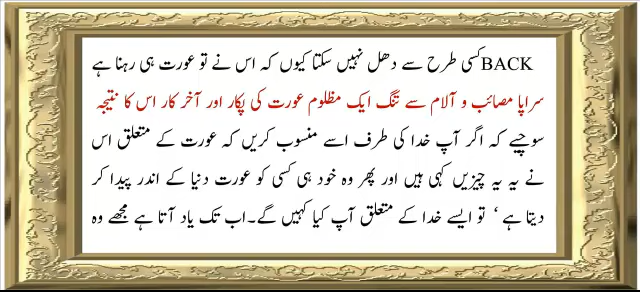 BACKکسی طرح سے دھل نہیں سکتا کیوں کہ اس نے تو عورت ہی رہنا ہے
سراپا مصائب و آلام سے تنگ ایک مظلوم عورت کی پکار اور آخر کار اس کا نتیجہ
سوچیے کہ اگر آپ خدا کی طرف اسے منسوب کریں کہ عورت کے متعلق اس
نے یہ یہ چیزیں کہی ہیں اور پھر وہ خود ہی کسی کو عورت دنیا کے اندر پیدا کر
دیتا ہے ‘ تو ایسے خدا کے متعلق آپ کیا کہیں گے۔اب تک یاد آتا ہے مجھے وہ